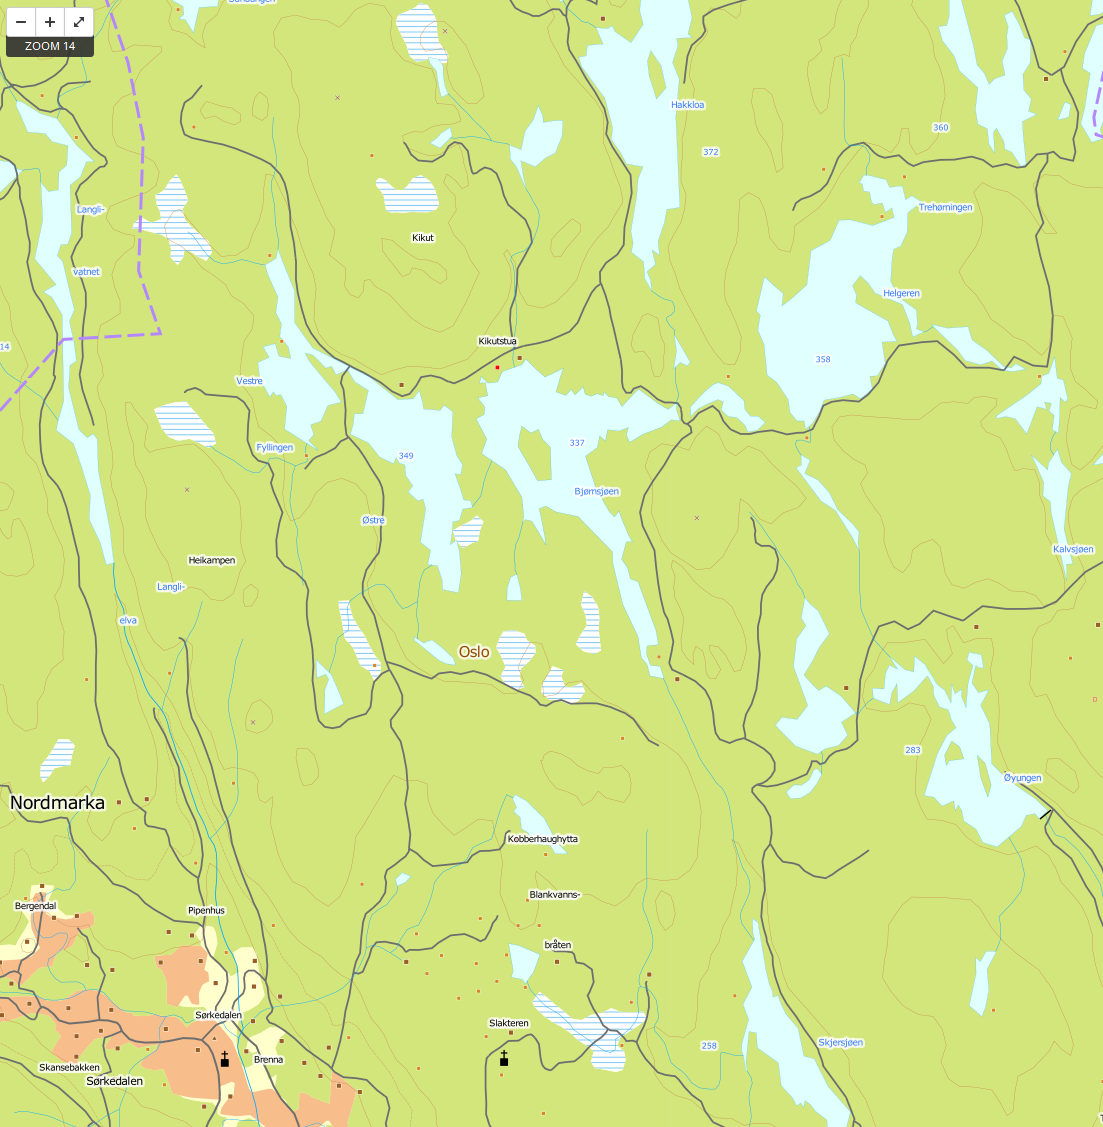 ZOOM 14
Hakkloa
360
372
Langli-
Trehørningen
Kikut
vatnet
Helgeren
Kikutstua
14
358
Vestre
337
Fyllingen
349
Bjørnsjøen
Østre
Kalvsjøen
Heikampen
Langli-
elva
Oslo
283
Øyungen
Nordmarka
Kobberhaughytta
Blankvanns-
Bergendal
Pipenhus
bråten
Sørkedalen
Slakteren
Skjersjøen
258
Brenna
Skansebakken
Sørkedalen